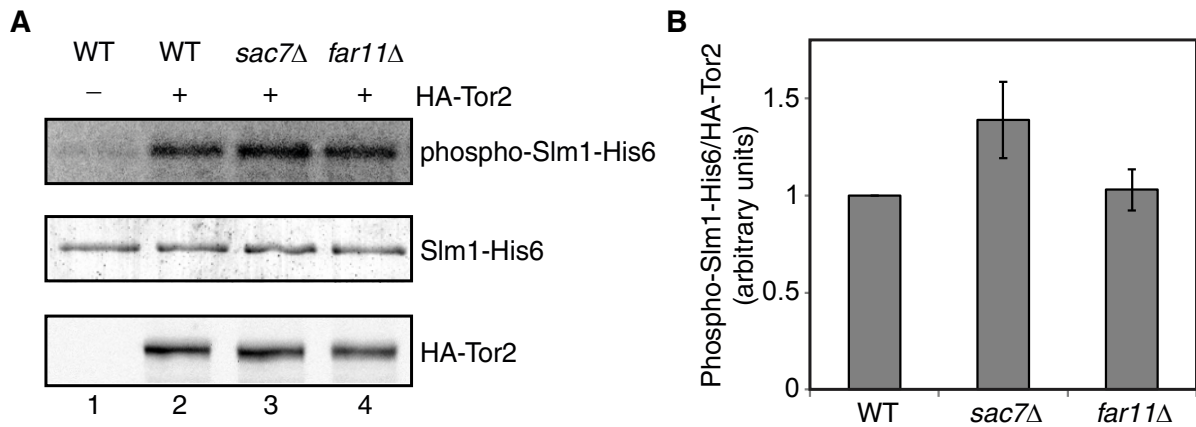 A
WT WT sac7Δ far11Δ
– + + + HA-Tor2
phospho-Slm1-His6
Slm1-His6
HA-Tor2
1 2 3 4
B
Phospho-Slm1-His6/HA-Tor2
(arbitrary units)
1.5
1
0.5
0
WT sac7Δ far11Δ